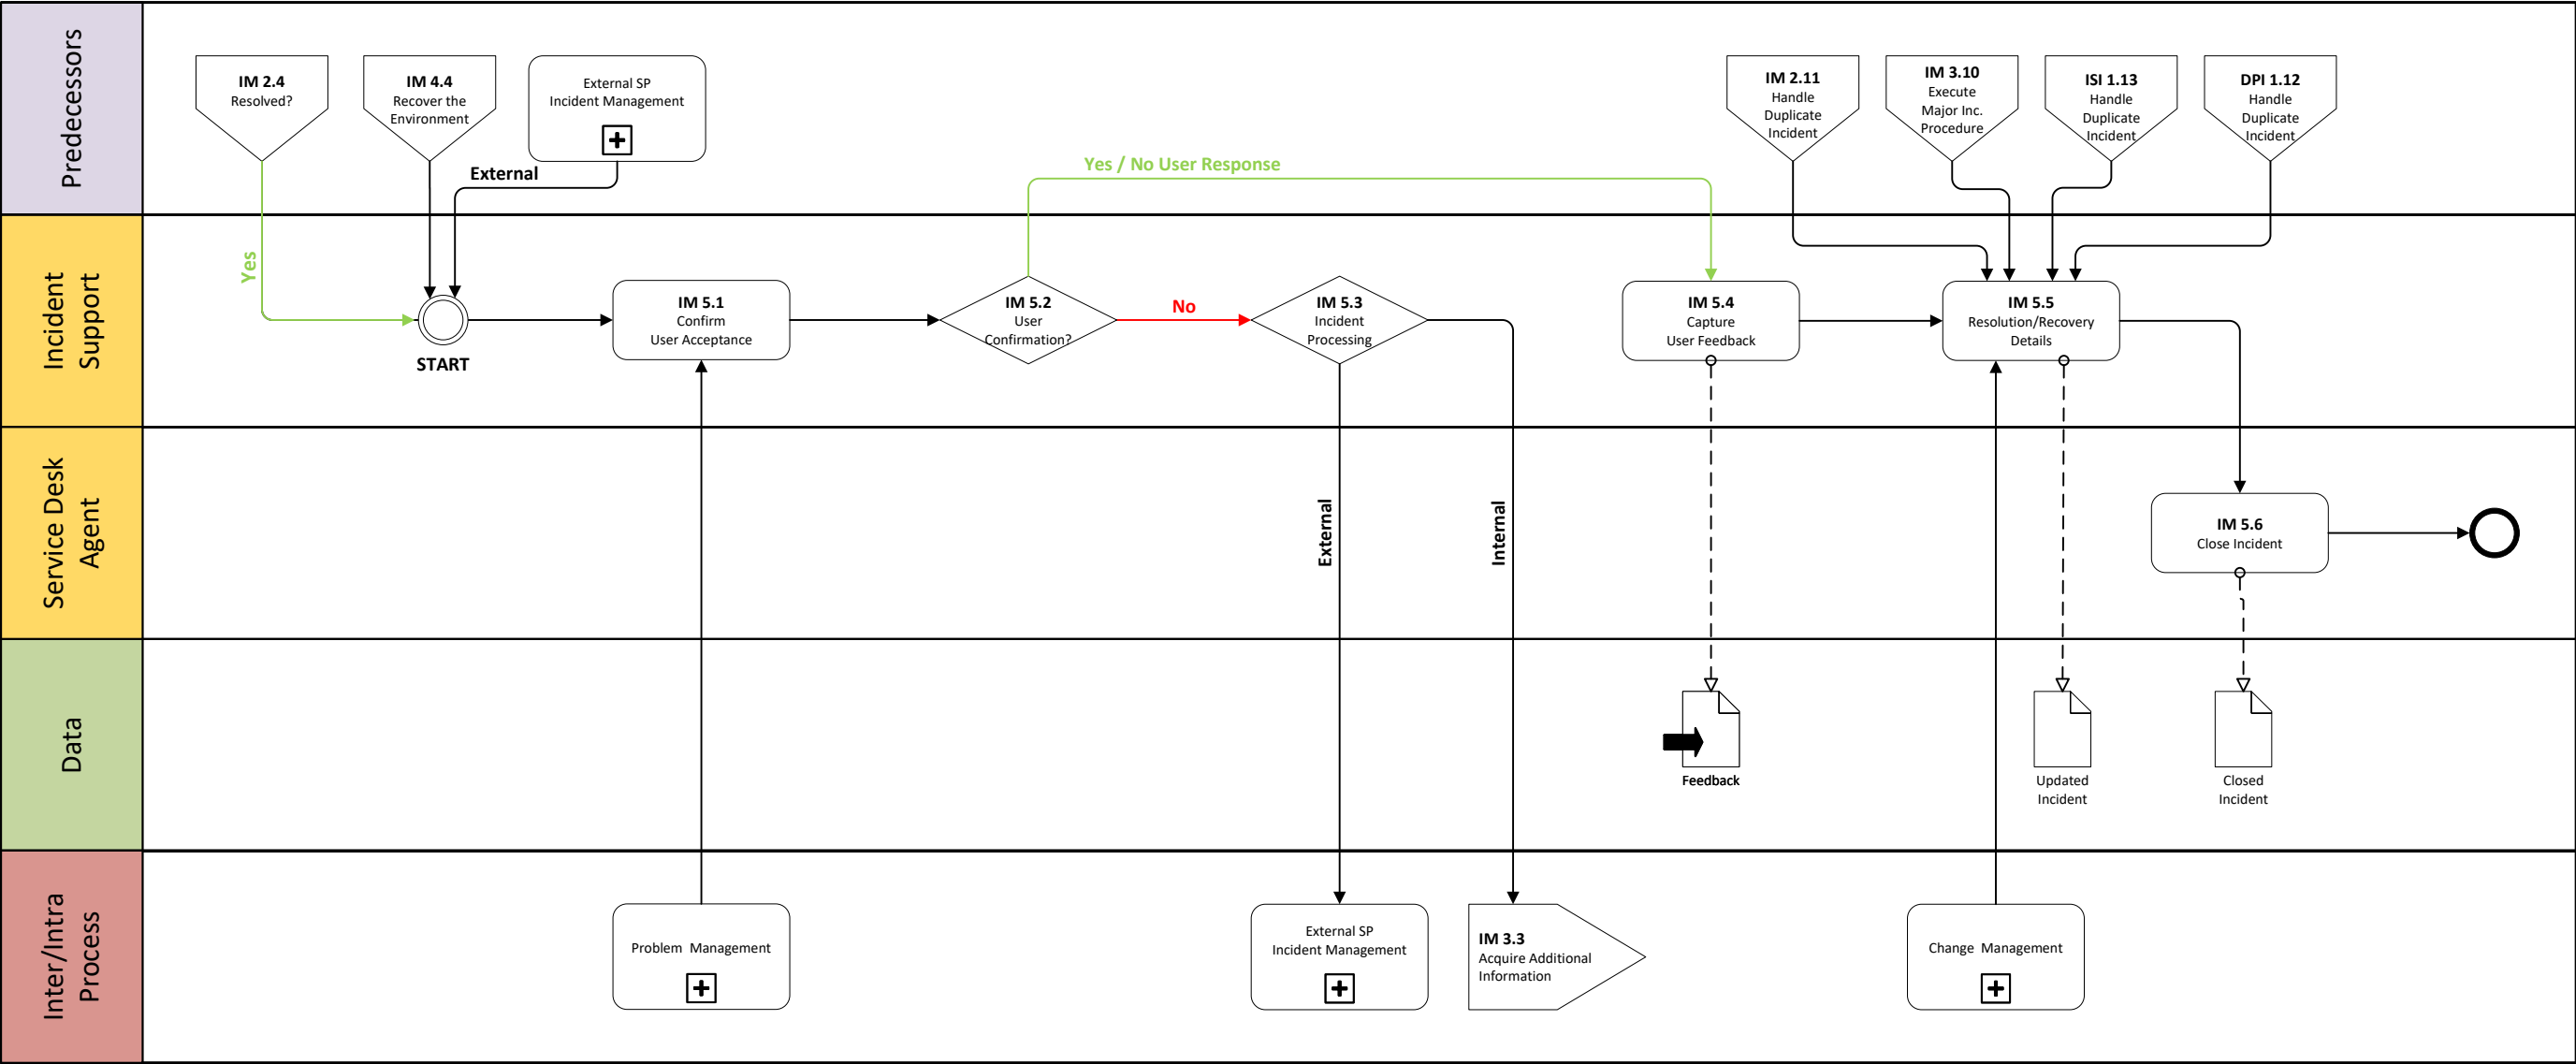 Predecessors
IM 2.4
Resolved?
IM 4.4
Recover the
Environment
External SP
Incident Management
External
Yes / No User Response
IM 2.11
Handle
Duplicate
Incident
IM 3.10
Execute
Major Inc.
Procedure
ISI 1.13
Handle
Duplicate
Incident
DPI 1.12
Handle
Duplicate
Incident
Incident
Support
Yes
START
IM 5.1
Confirm
User Acceptance
IM 5.2
User
Confirmation?
No
IM 5.3
Incident
Processing
IM 5.4
Capture
User Feedback
IM 5.5
Resolution/Recovery
Details
Service Desk
Agent
External
Internal
IM 5.6
Close Incident
Data
Feedback
Updated
Incident
Closed
Incident
Inter/Intra
Process
Problem Management
External SP
Incident Management
IM 3.3
Acquire Additional
Information
Change Management